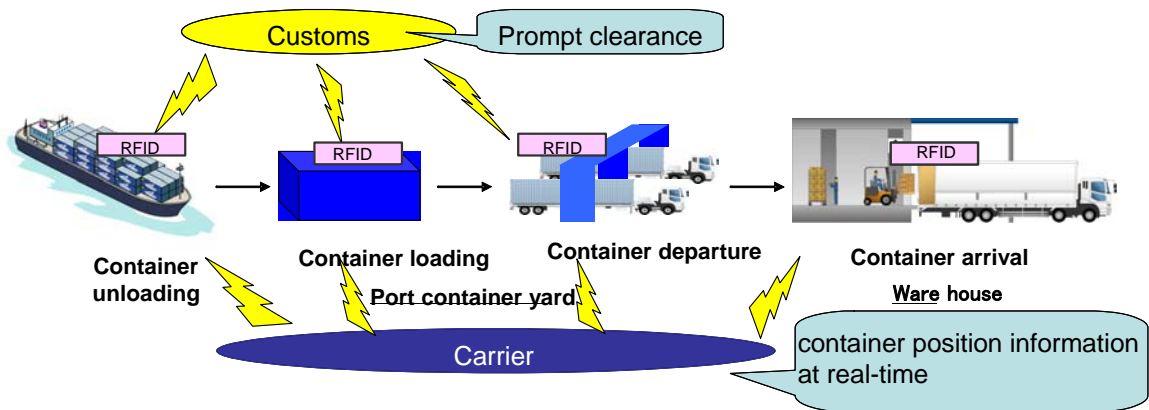 Customs
Prompt clearance
RFID
RFID
RFID
RFID
Container
unloading
Container loading
Container departure
Container arrival
Port container yard
Ware house
Carrier
container position information
at real-time